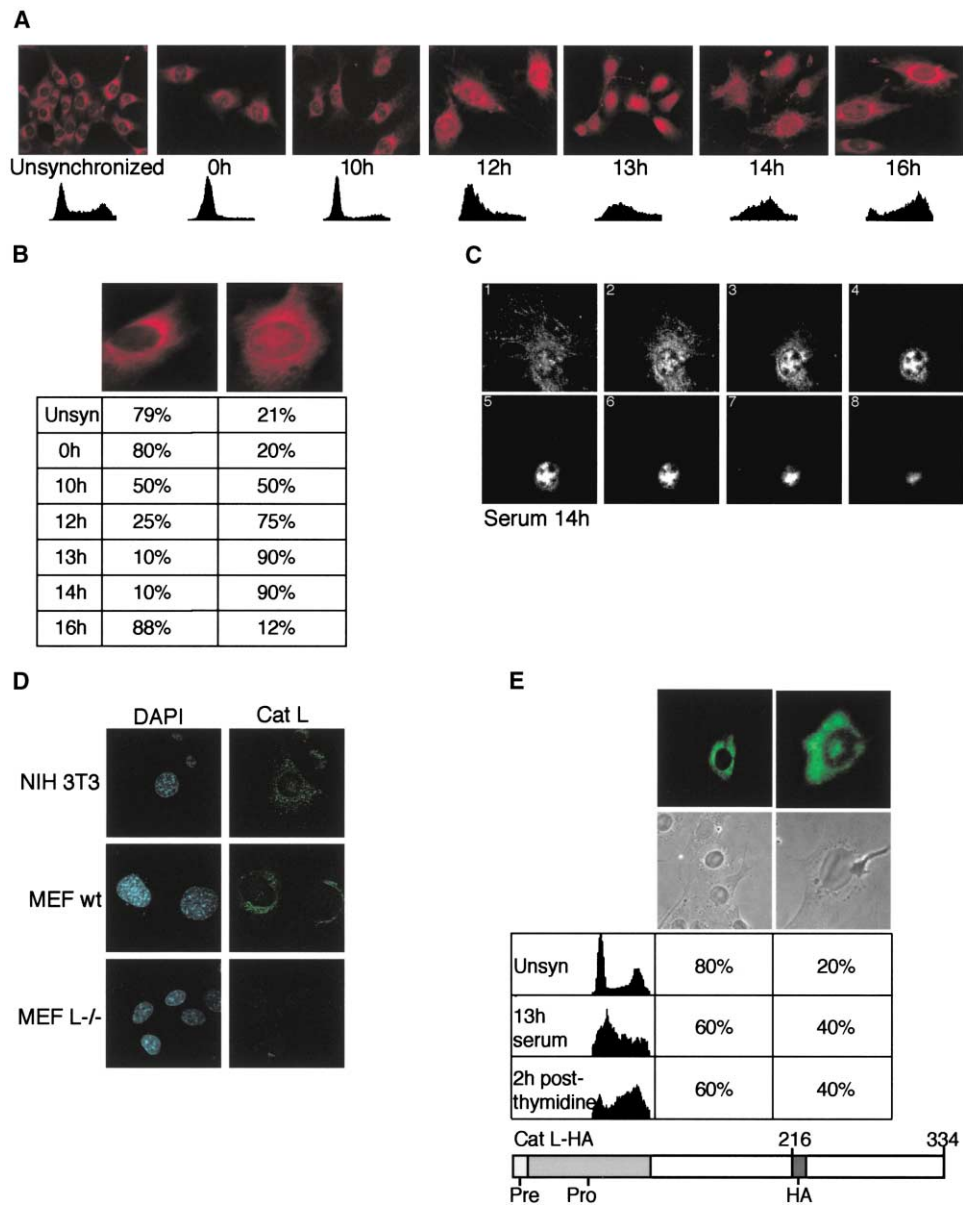 A
Unsynchronized 0h 10h 12h 13h 14h 16h
B
Unsyn 79% 21%
0h 80% 20%
10h 50% 50%
12h 25% 75%
13h 10% 90%
14h 10% 90%
16h 88% 12%
C
1 2 3 4
5 6 7 8
Serum 14h
D
DAPI Cat L
NIH 3T3
MEF wt
MEF L-/-
E
Unsyn 80% 20%
13h
serum 60% 40%
2h post-
thymidine 60% 40%
Cat L-HA 216 334
Pre Pro HA